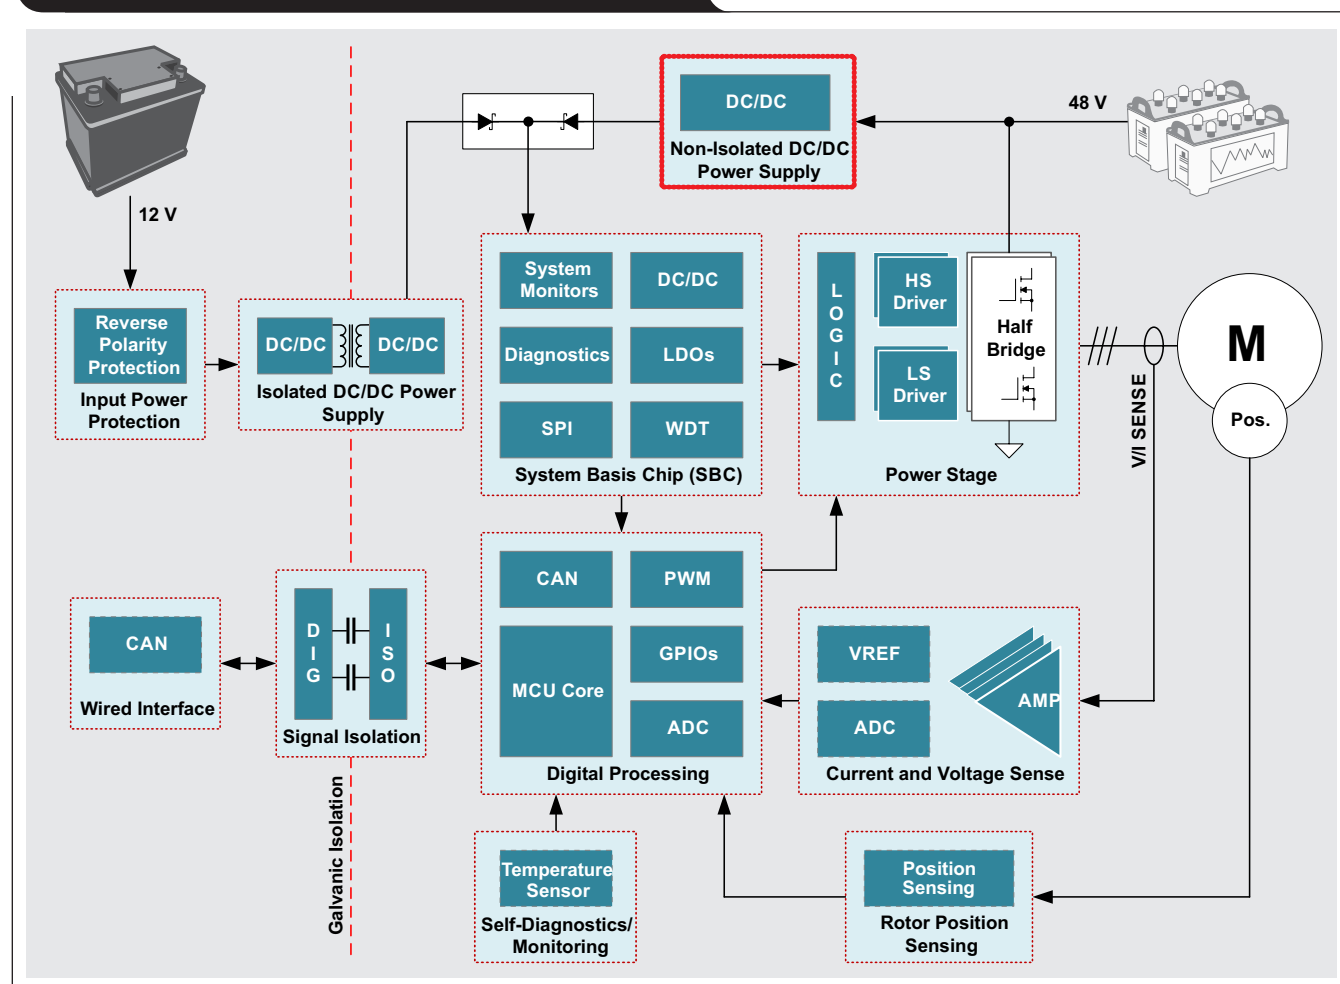 DC/DC
Non-Isolated DC/DC
Power Supply
48 V
12 V
Reverse
Polarity
Protection
Input Power
Protection
DC/DC
DC/DC
Isolated DC/DC Power
Supply
System
Monitors
DC/DC
Diagnostics
LDOs
SPI
WDT
System Basis Chip (SBC)
L
O
G
I
C
HS
Driver
LS
Driver
Half
Bridge
Power Stage
V/I SENSE
M
Pos.
CAN
Wired Interface
D
I
G
I
S
O
Signal Isolation
Galvanic Isolation
CAN
PWM
MCU Core
GPIOs
ADC
Digital Processing
VREF
ADC
AMP
Current and Voltage Sense
Temperature
Sensor
Self-Diagnostics/
Monitoring
Position
Sensing
Rotor Position
Sensing